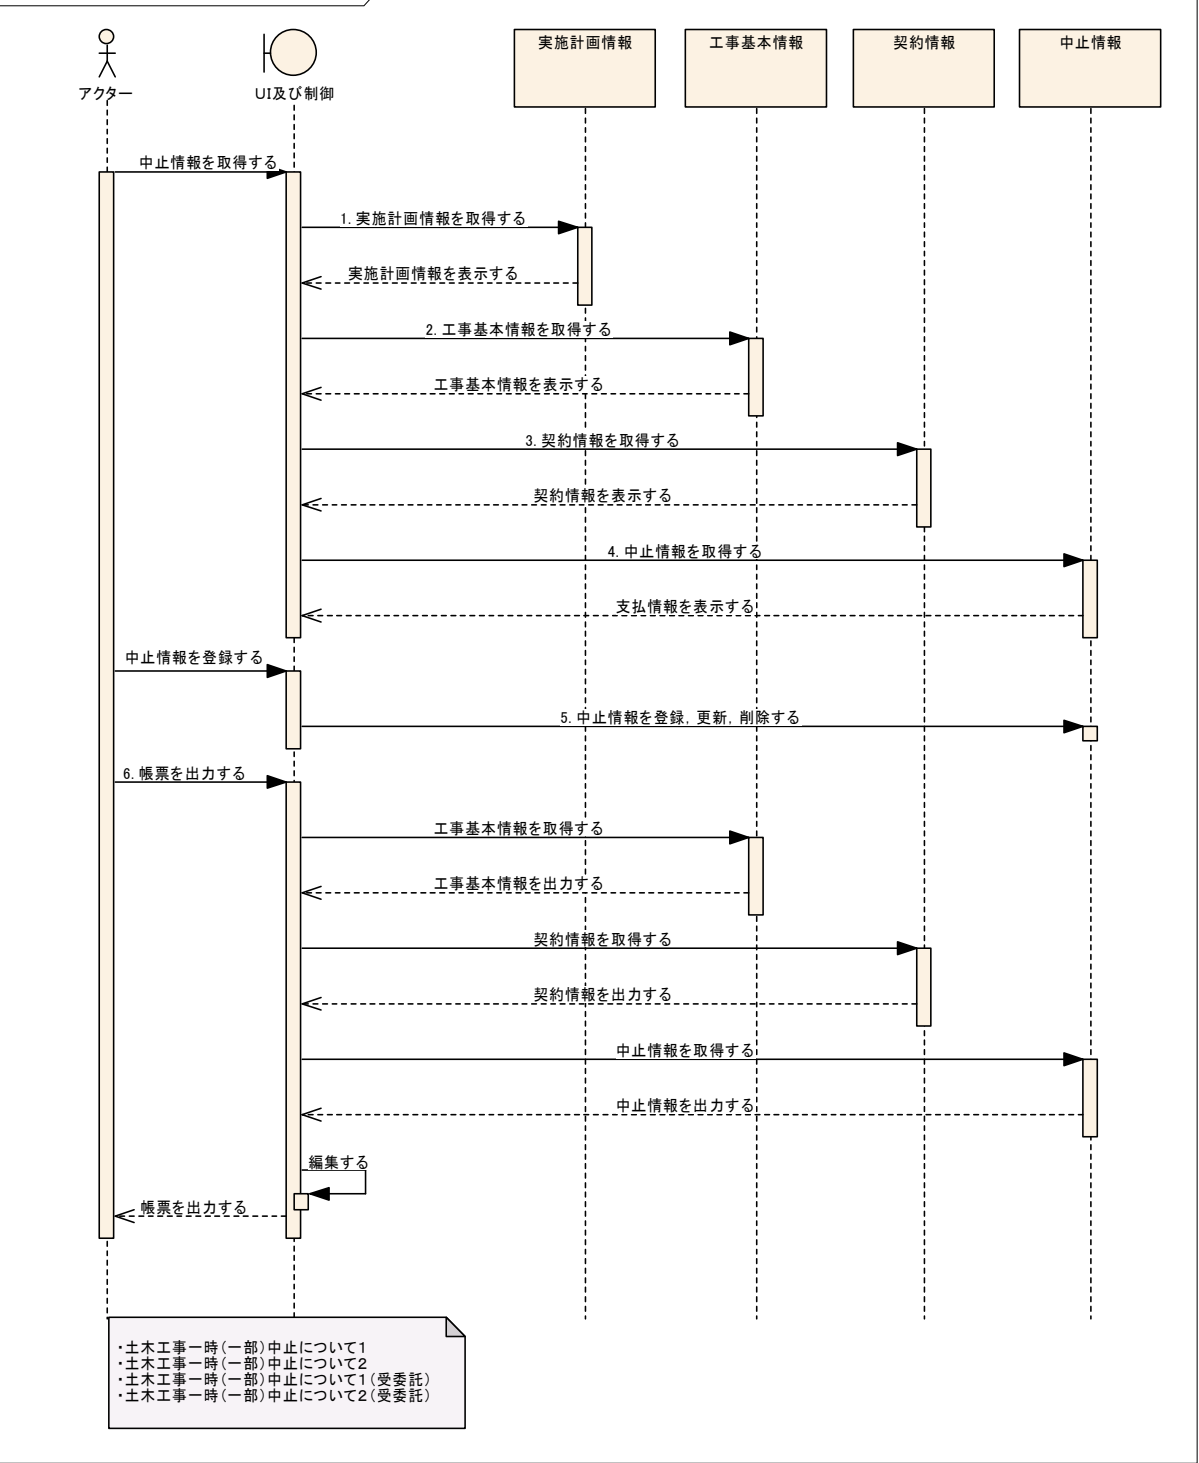 アクター
UI及び制御
実施計画情報
工事基本情報
契約情報
中止情報
中止情報を取得する
1. 実施計画情報を取得する
実施計画情報を表示する
2. 工事基本情報を取得する
工事基本情報を表示する
3. 契約情報を取得する
契約情報を表示する
4. 中止情報を取得する
支払情報を表示する
中止情報を登録する
5. 中止情報を登録, 更新, 削除する
6. 帳票を出力する
工事基本情報を取得する
工事基本情報を出力する
契約情報を取得する
契約情報を出力する
中止情報を取得する
中止情報を出力する
編集する
帳票を出力する
・土木工事一時(一部)中止について1
・土木工事一時(一部)中止について2
・土木工事一時(一部)中止について1(受委託)
・土木工事一時(一部)中止について2(受委託)